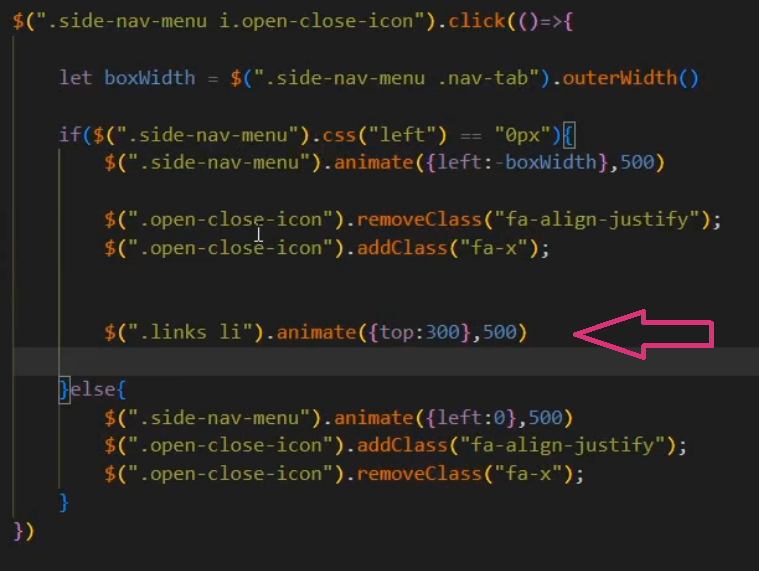 $(".side-nav-menu i.open-close-icon").click(()=>{
let boxWidth = $(".side-nav-menu .nav-tab").outerWidth()
if($(".side-nav-menu").css("left") == "0px"){
$(".side-nav-menu").animate({left:-boxWidth},500)
$(".open-close-icon").removeClass("fa-align-justify");
$(".open-close-icon").addClass("fa-x");
$(".links li").animate({top:300},500)
}else{
$(".side-nav-menu").animate({left:0},500)
$(".open-close-icon").addClass("fa-align-justify");
$(".open-close-icon").removeClass("fa-x");
}
})